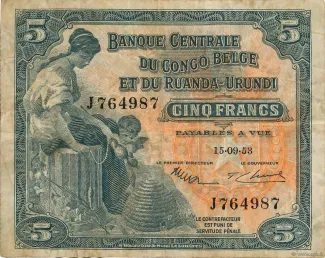 5 5
BANQUE CENTRALE
DU CONGO BELGE
ET DU RUANDA-URUNDI
J764987
CINQ FRANCS
PAYABLES A VUE
15-09-53
LE PREMIER DIRECTEUR LE GOUVERNEUR
J764987
LE CONTREFACTEUR
EST PUNI DE
SERVITUDE PÉNALE
5 5